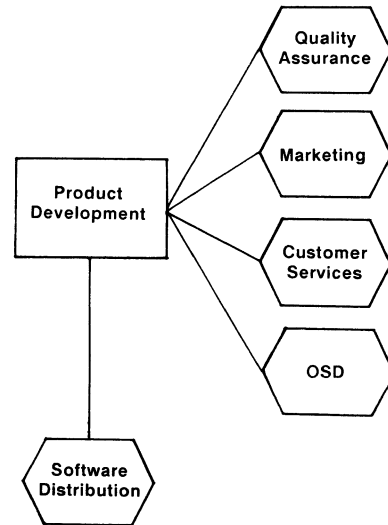 Quality
Assurance
Marketing
Product
Development
Customer
Services
OSD
Software
Distribution